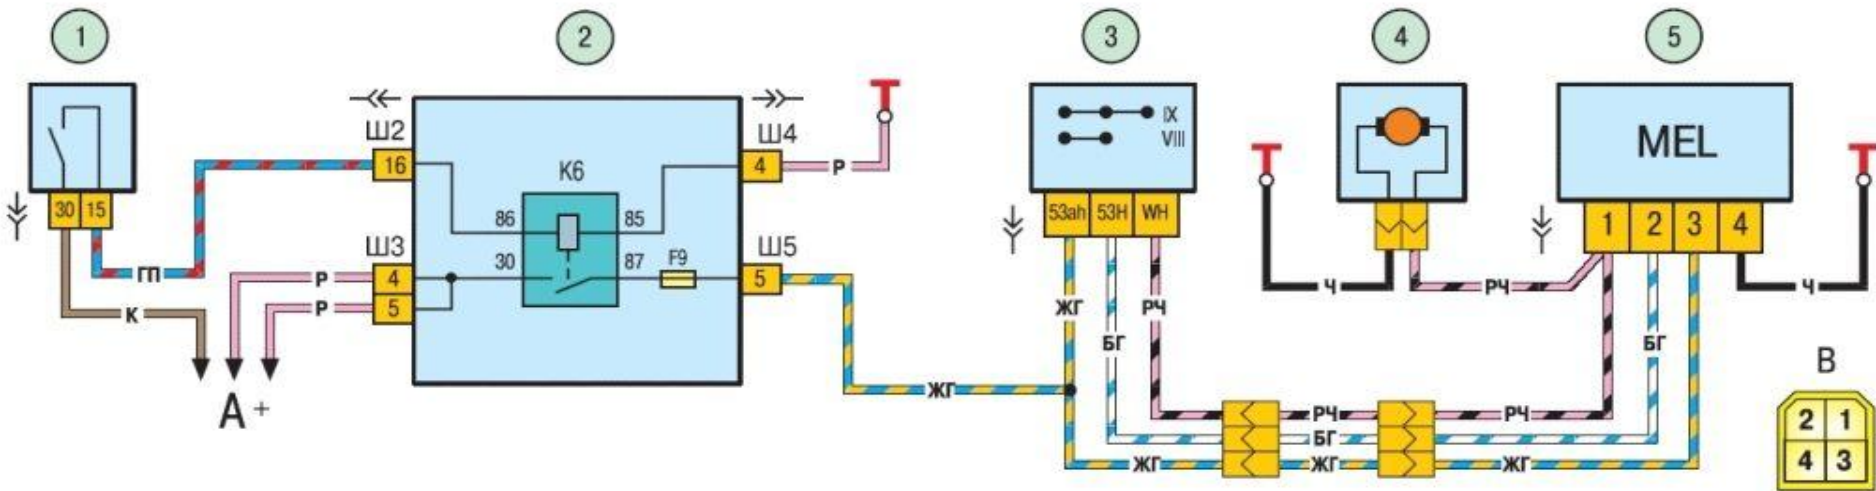 1 2 3 4 5
Ш2 Ш4
IX
VIII
MEL
16 К6 4 Р
30 15 86 85 53ah 53H WH 1 2 3 4
Ш3 30 87 F9 Ш5
ГП Р 4 5 Ч РЧ Ч
К Р 5 ЖГ БГ РЧ БГ
В
А + ЖГ РЧ РЧ
2 1
БГ
4 3
ЖГ ЖГ ЖГ